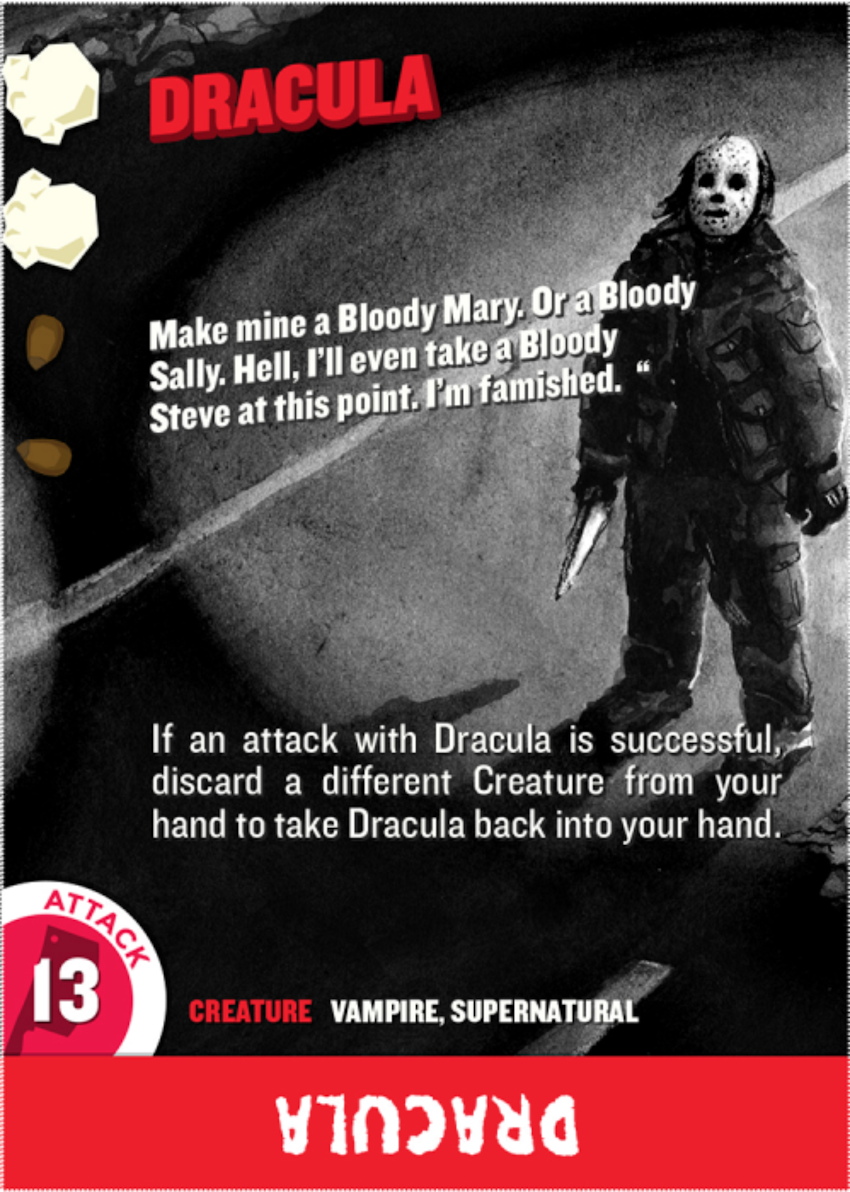 DRACULA
Make mine a Bloody Mary. Or a Bloody
Sally. Hell, I'll even take a Bloody
Steve at this point. I'm famished. “
If an attack with Dracula is successful,
discard a different Creature from your
hand to take Dracula back into your hand.
ATTACK
13
CREATURE VAMPIRE, SUPERNATURAL
DRACULA